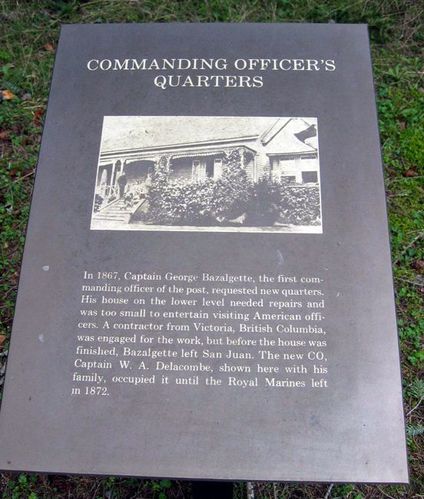 COMMANDING OFFICER'S
QUARTERS
In 1867, Captain George Bazalgette, the first com-
manding officer of the post, requested new quarters.
His house on the lower level needed repairs and
was too small to entertain visiting American offi-
cers. A contractor from Victoria, British Columbia,
was engaged for the work, but before the house was
finished, Bazalgette left San Juan. The new CO,
Captain W. A. Delacombe, shown here with his
family, occupied it until the Royal Marines left
in 1872.